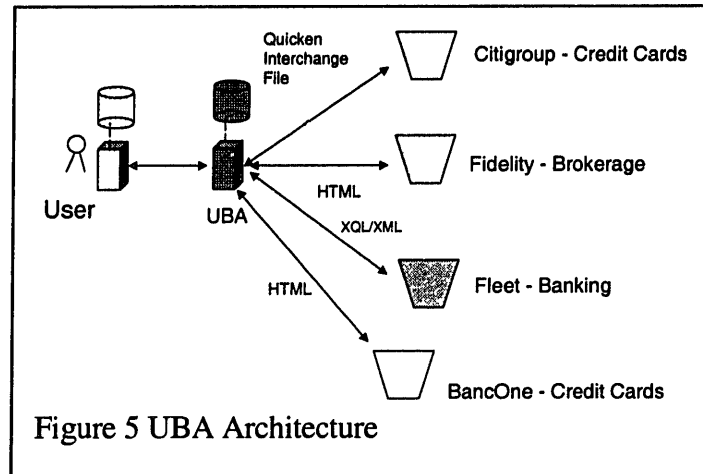 Quicken
Interchange
File
Citigroup - Credit Cards
Fidelity - Brokerage
HTML
User
UBA
XQL/XML
Fleet - Banking
HTML
BancOne - Credit Cards
Figure 5 UBA Architecture